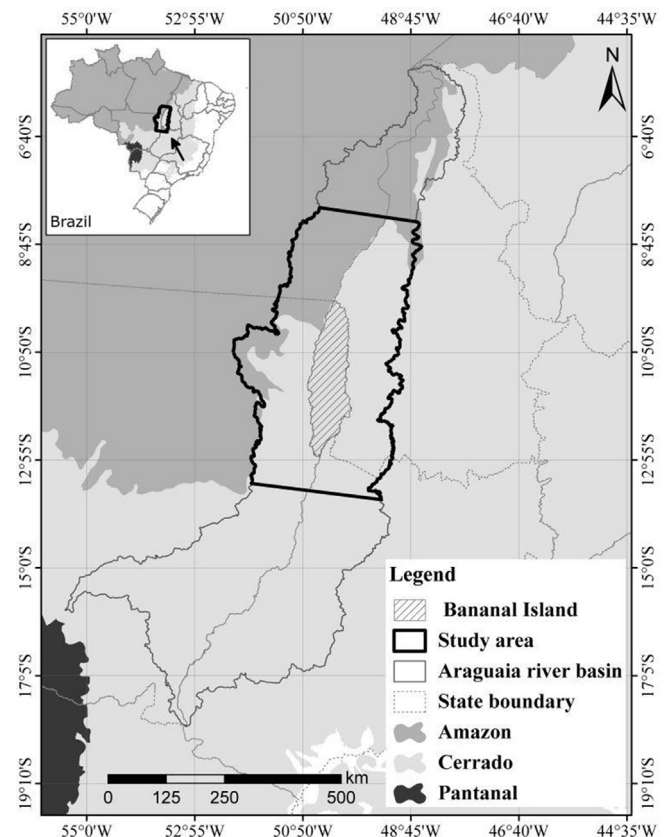 55°0'W 52°55'W 50°50'W 48°45'W 46°40'W 44°35'W
Brazil
N
6°40'S 6°40'S
8°45'S 8°45'S
10°50'S 10°50'S
12°55'S 12°55'S
15°0'S 15°0'S
17°5'S 17°5'S
19°10'S 19°10'S
Legend
Bananal Island
Study area
Araguaia river basin
State boundary
Amazon
Cerrado
Pantanal
km
0 125 250 500
55°0'W 52°55'W 50°50'W 48°45'W 46°40'W 44°35'W